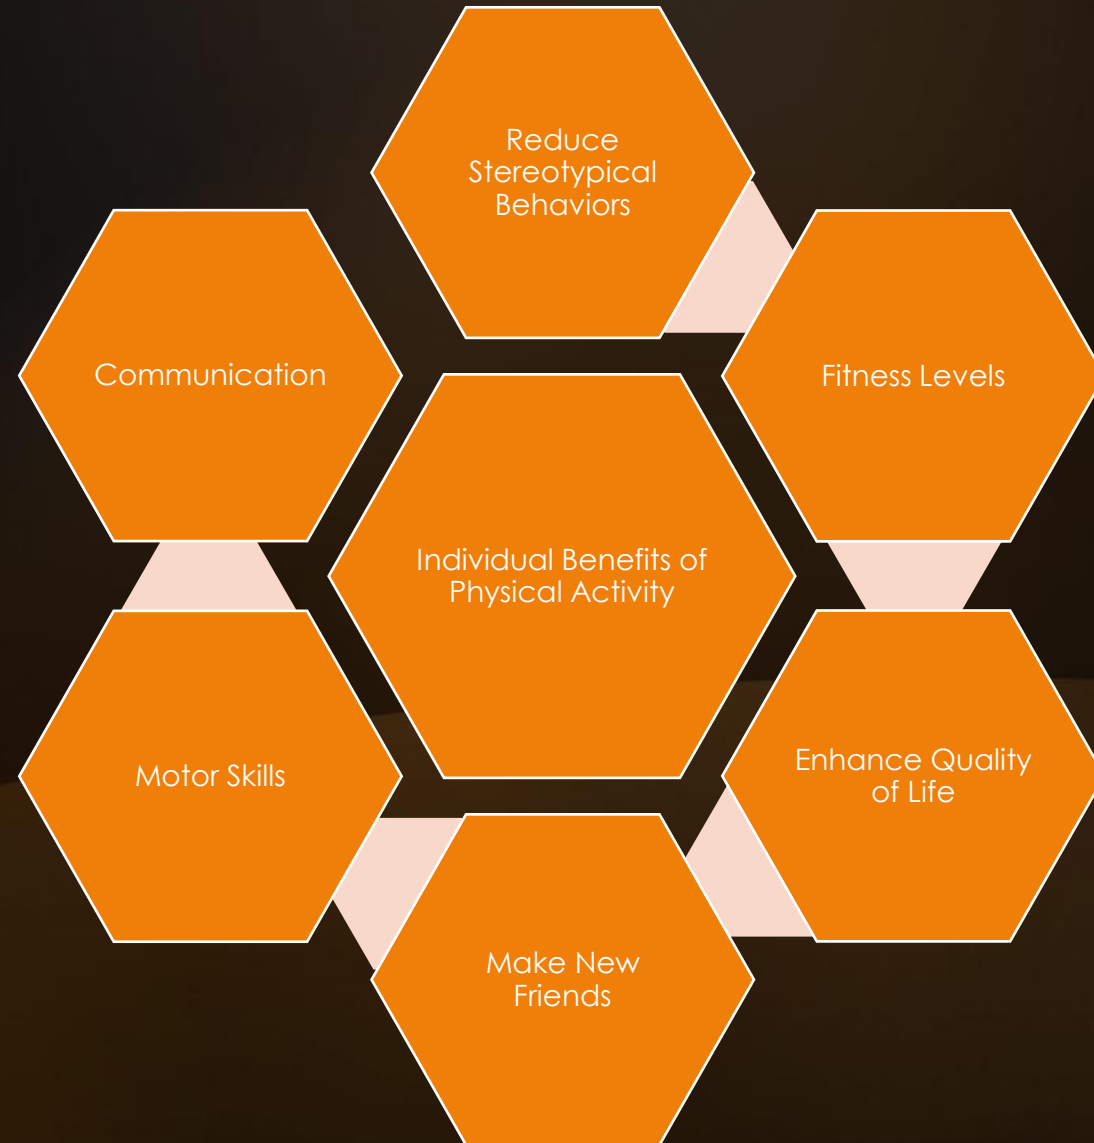 Reduce
Stereotypical
Behaviors
Communication
Fitness Levels
Individual Benefits of
Physical Activity
Motor Skills
Enhance Quality
of Life
Make New
Friends